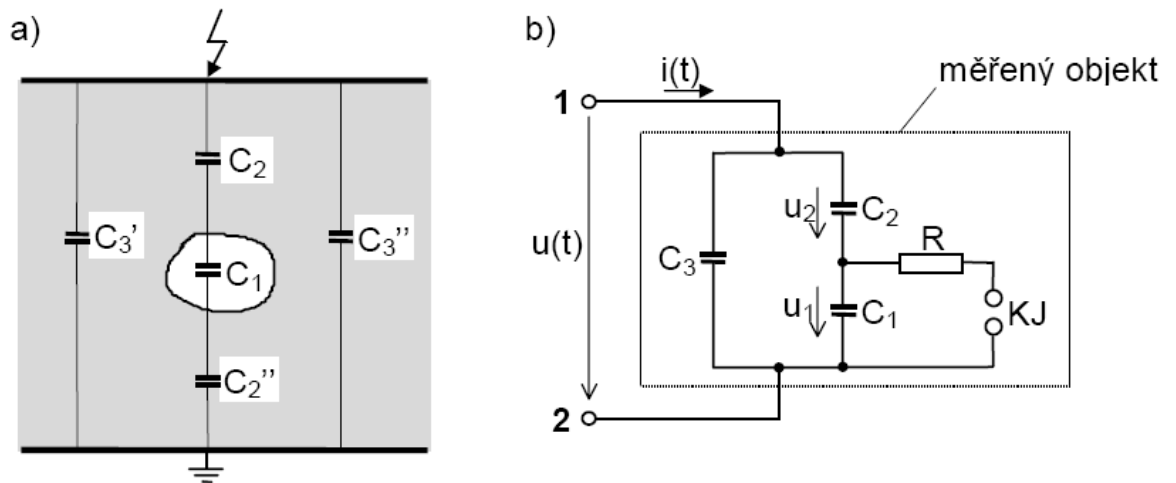 a)
C2
C3'
C1
C3''
C2''
b)
i(t)
měřený objekt
1
u2
C2
u(t)
C3
R
u1
C1
KJ
2